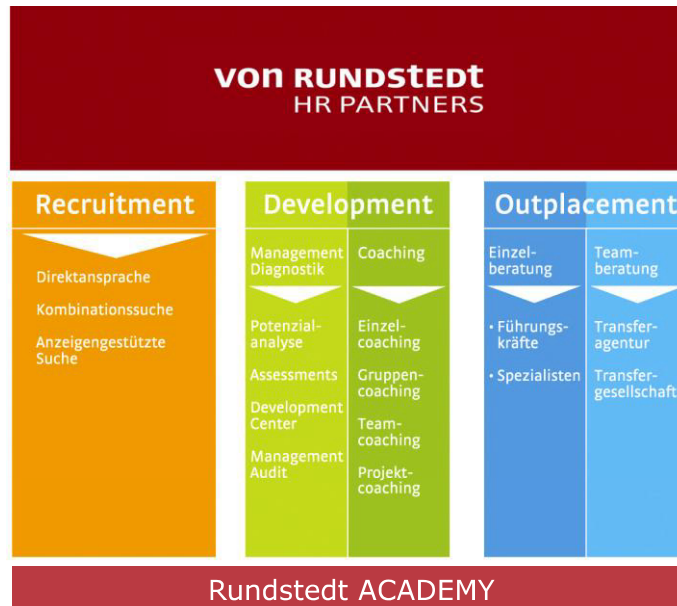 von RUNDSTEDT
HR PARTNERS
Recruitment
Direktansprache
Kombinationssuche
Anzeigengestützte
Suche
Development
Management
Diagnostik
Potenzial-
analyse
Assessments
Development
Center
Management
Audit
Coaching
Einzel-
coaching
Gruppen-
coaching
Team-
coaching
Projekt-
coaching
Outplacement
Einzel-
beratung
• Führungs-
kräfte
• Spezialisten
Team-
beratung
Transfer-
agentur
Transfer-
gesellschaft
Rundstedt ACADEMY